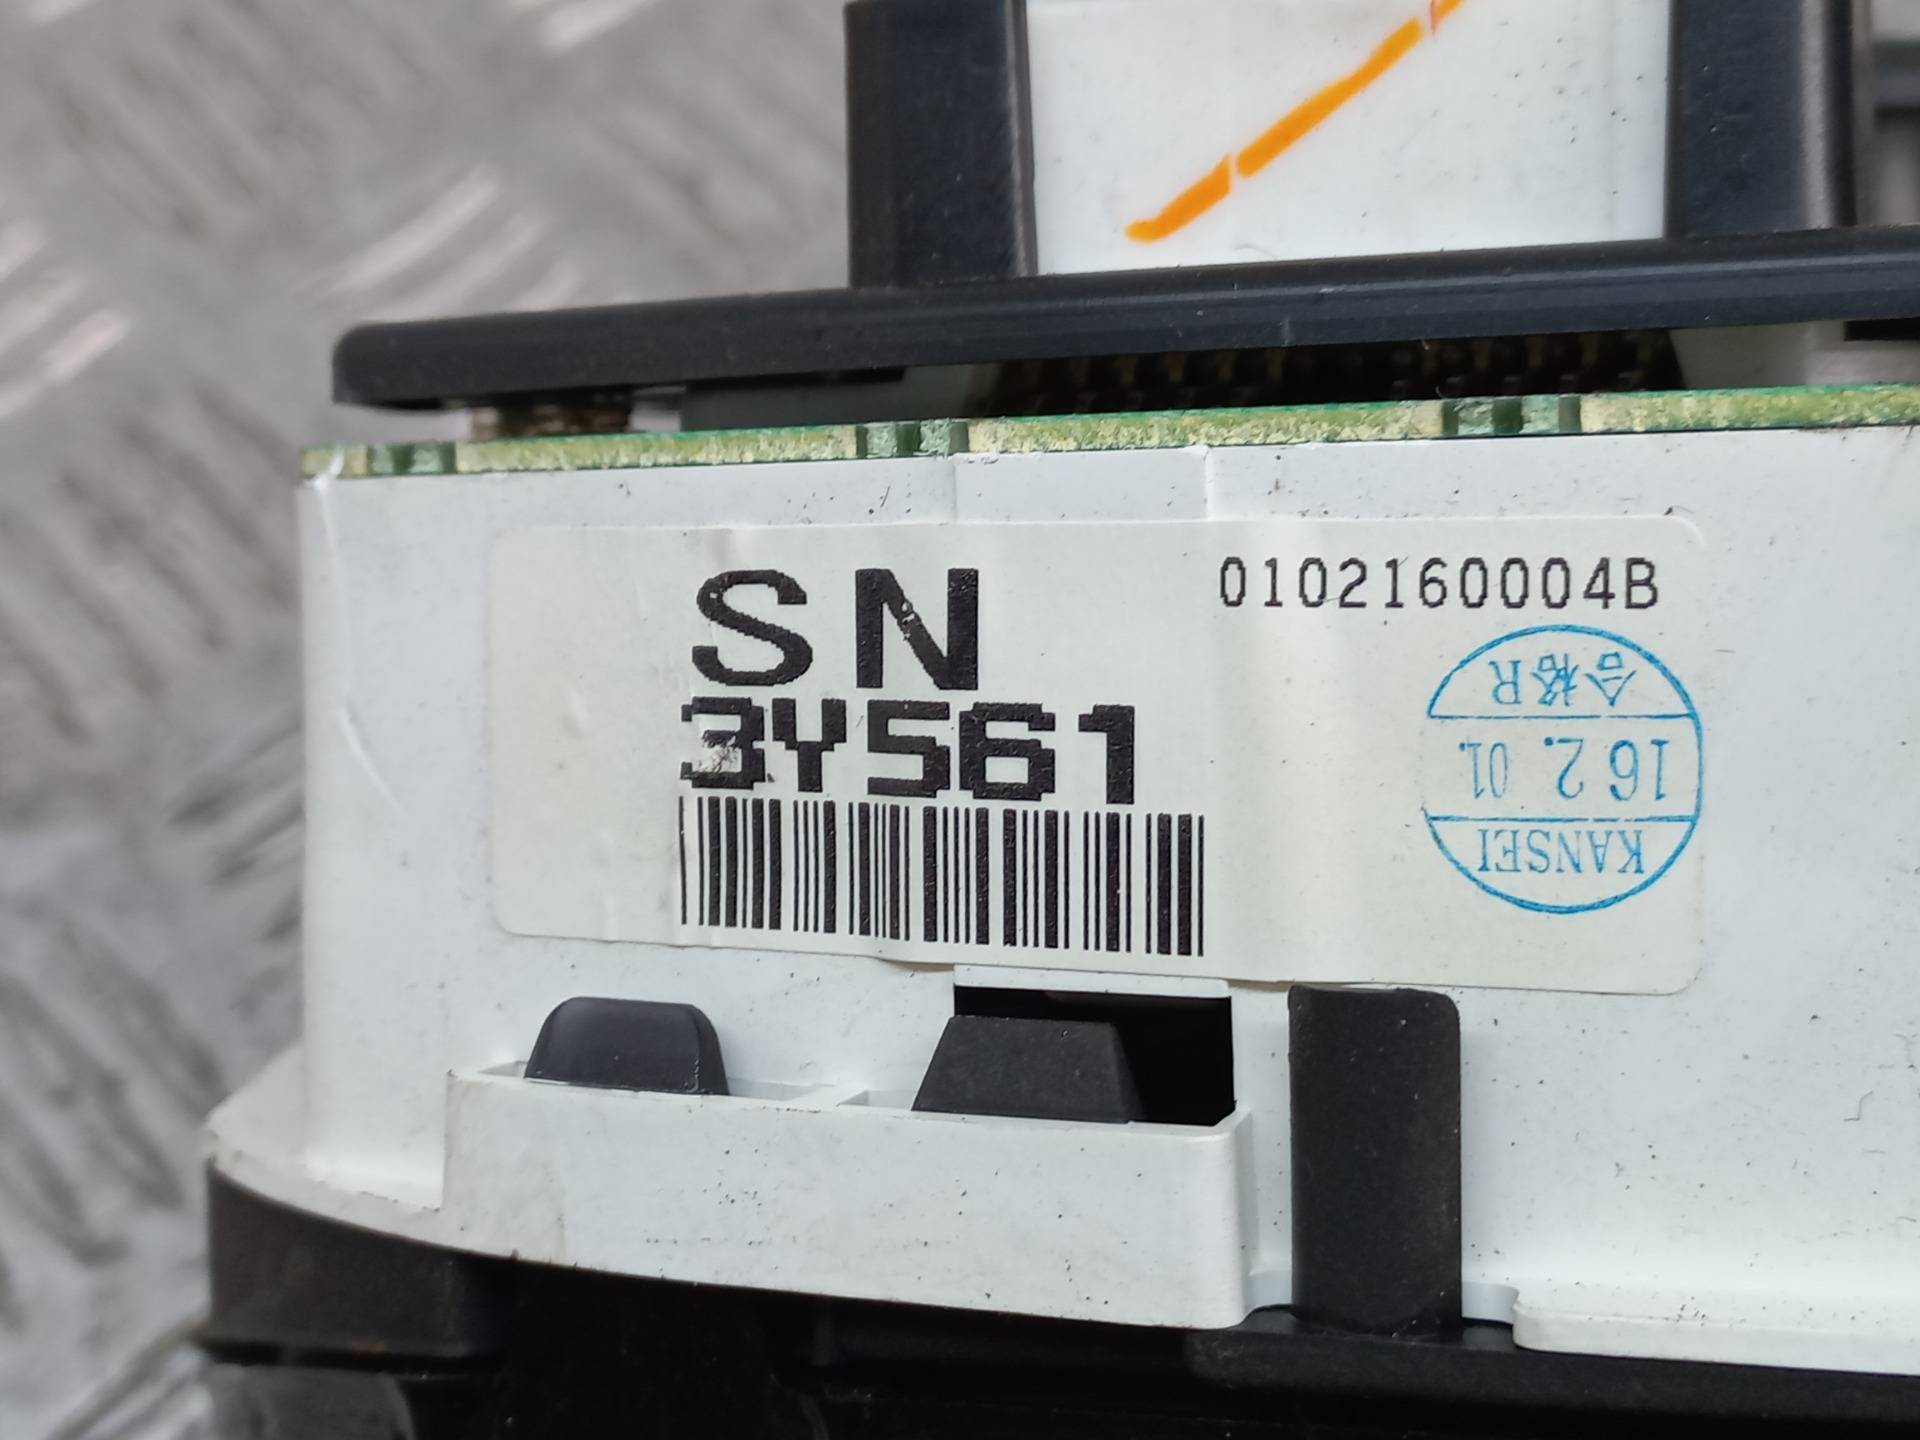 SN
0102160004B
3Y561
KANSEI
16 2. 01.
合格R